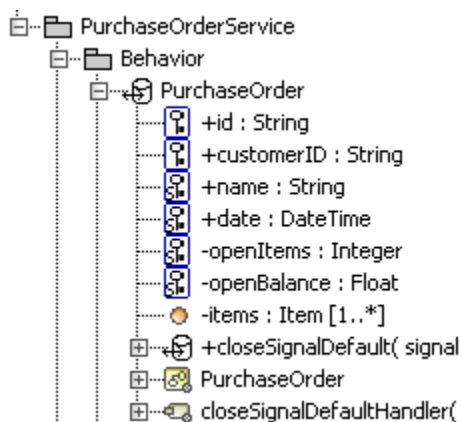 PurchaseOrderService
Behavior
PurchaseOrder
+id : String
+customerID : String
+name : String
+date : DateTime
-openItems : Integer
-openBalance : Float
-items : Item [1..*]
+closeSignalDefault( signal
PurchaseOrder
closeSignalDefaultHandler(